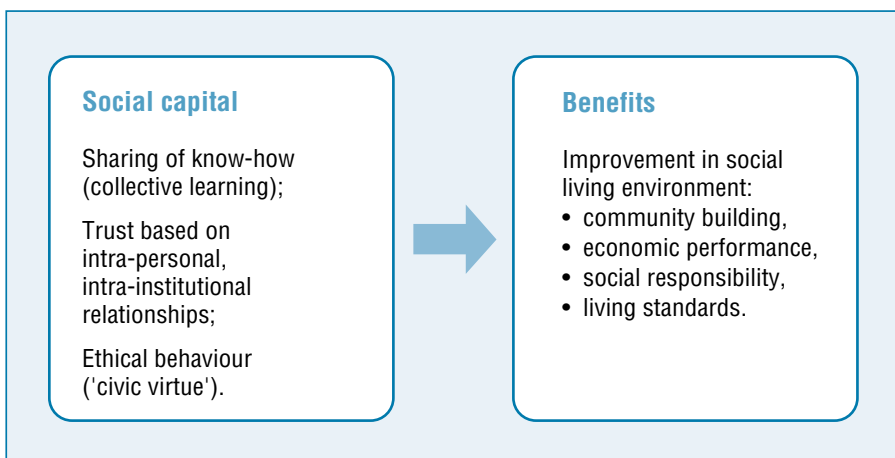 Social capital
Sharing of know-how
(collective learning);
Trust based on
intra-personal,
intra-institutional
relationships;
Ethical behaviour
('civic virtue').
Benefits
Improvement in social
living environment:
• community building,
• economic performance,
• social responsibility,
• living standards.